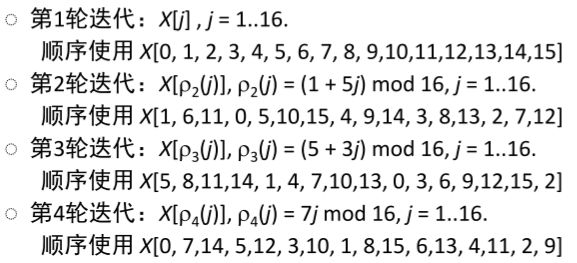 ○ 第1轮迭代：X[j] , j = 1..16.
顺序使用 X[0, 1, 2, 3, 4, 5, 6, 7, 8, 9,10,11,12,13,14,15]
○ 第2轮迭代：X[ρ₂(j)], ρ₂(j) = (1 + 5j) mod 16, j = 1..16.
顺序使用 X[1, 6,11, 0, 5,10,15, 4, 9,14, 3, 8,13, 2, 7,12]
○ 第3轮迭代：X[ρ₃(j)], ρ₃(j) = (5 + 3j) mod 16, j = 1..16.
顺序使用 X[5, 8,11,14, 1, 4, 7,10,13, 0, 3, 6, 9,12,15, 2]
○ 第4轮迭代：X[ρ₄(j)], ρ₄(j) = 7j mod 16, j = 1..16.
顺序使用 X[0, 7,14, 5,12, 3,10, 1, 8,15, 6,13, 4,11, 2, 9]